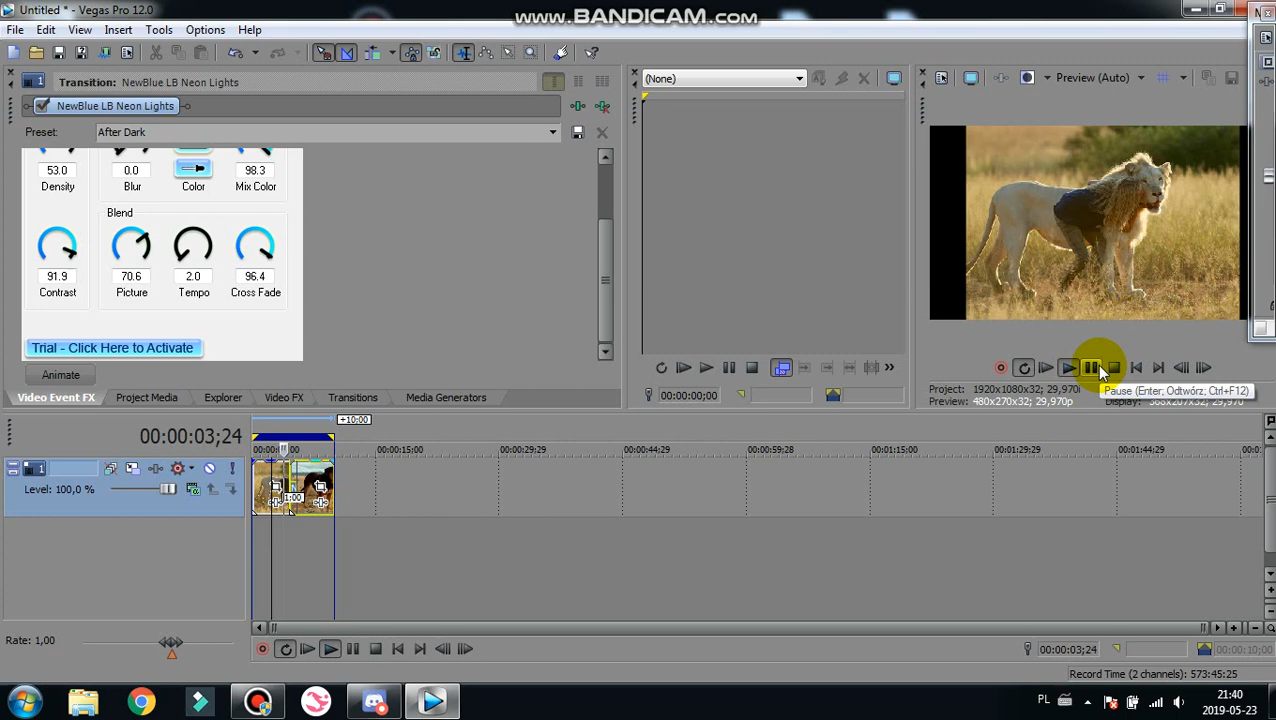 Untitled * - Vegas Pro 12.0
www.BANDICAM.com
File Edit View Insert Tools Options Help
Transition: NewBlue LB Neon Lights
NewBlue LB Neon Lights
Preset: After Dark
53.0 0.0 98.3
Density Blur Color Mix Color
Blend
91.9 70.6 2.0 96.4
Contrast Picture Tempo Cross Fade
Trial - Click Here to Activate
Animate
Video Event FX Project Media Explorer Video FX Transitions Media Generators
(None)
00:00:00;00
Preview (Auto)
Pause (Enter; Odtwórz; Ctrl+F12)
Project: 1920x1080x32; 29,970
Preview: 480x270x32; 29,970p
Display: 368x207x32; 29,970
+10:00
00:00:03;24
00:00:15;00 00:00:29;29 00:00:44;29 00:00:59;28 00:01:15;00 00:01:29;29 00:01:44;29
1
Level: 100,0 %
1:00
Rate: 1,00
00:00:03;24
00:00:10;00
Record Time (2 channels): 573:45:25
PL
21:40
2019-05-23